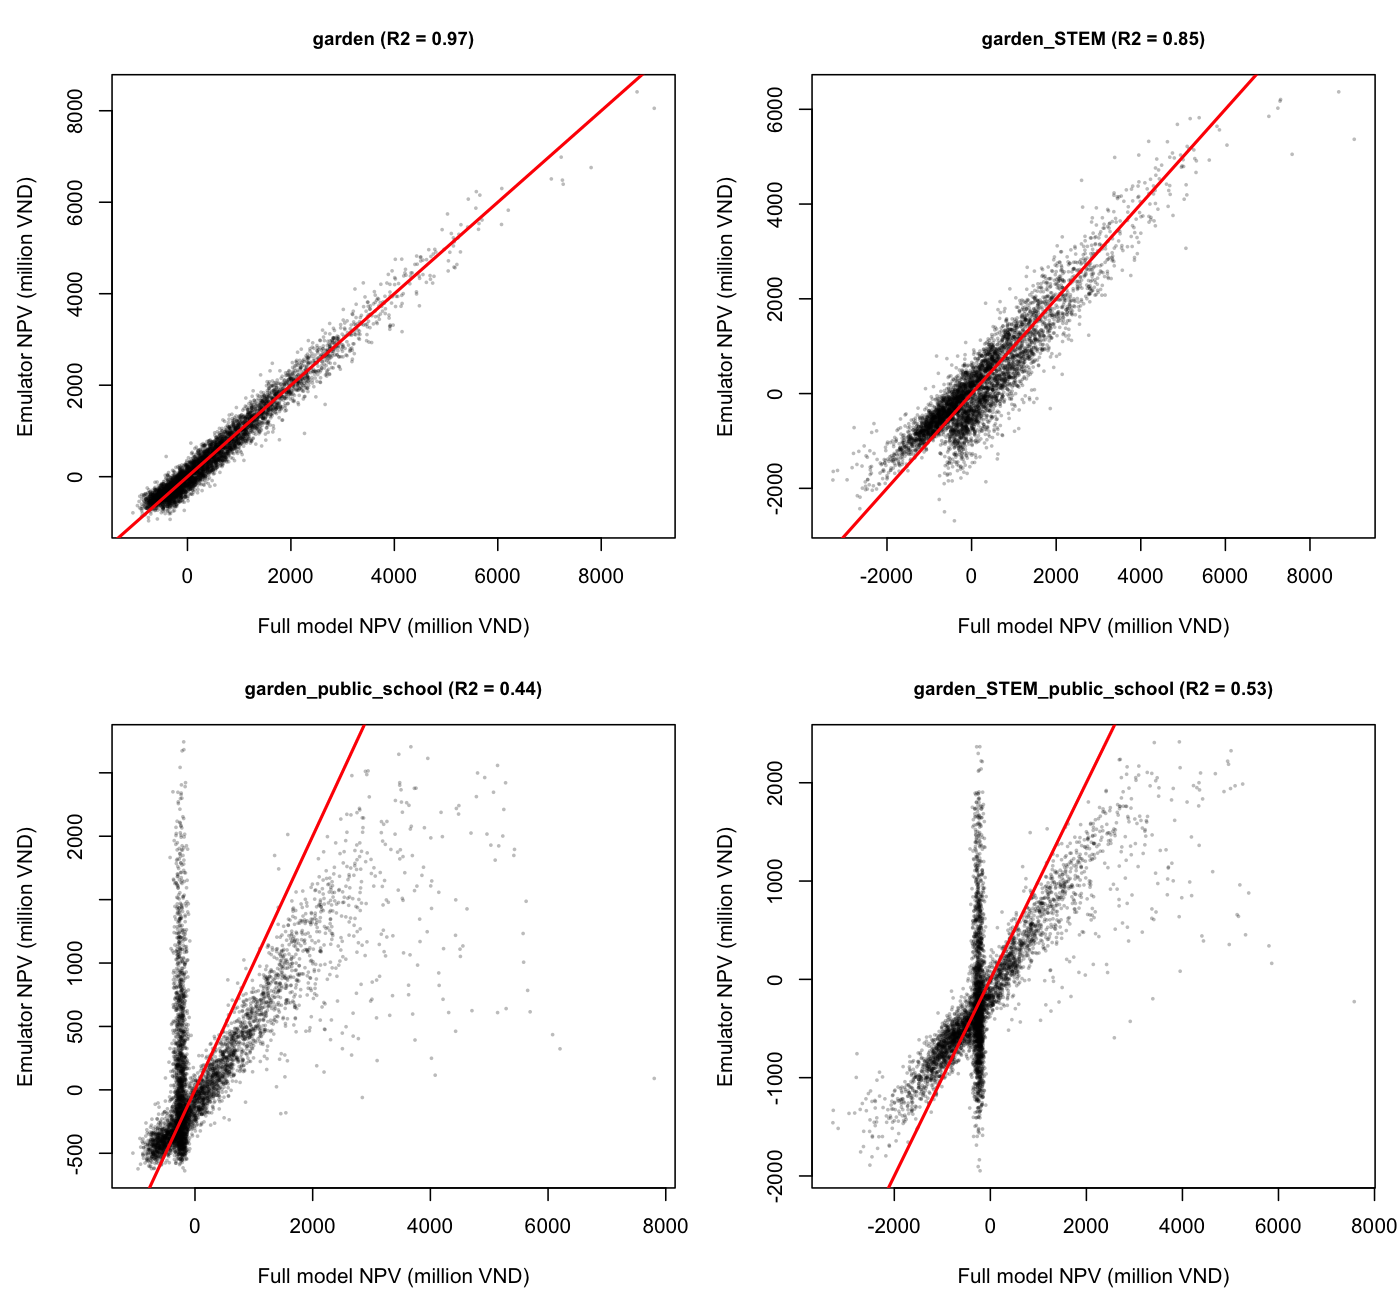 garden (R2 = 0.97)
8000
6000
4000
2000
0
Emulator NPV (million VND)
0 2000 4000 6000 8000
Full model NPV (million VND)
garden_STEM (R2 = 0.85)
6000
4000
2000
0
-2000
Emulator NPV (million VND)
-2000 0 2000 4000 6000 8000
Full model NPV (million VND)
garden_public_school (R2 = 0.44)
2000
1000
500
0
-500
Emulator NPV (million VND)
0 2000 4000 6000 8000
Full model NPV (million VND)
garden_STEM_public_school (R2 = 0.53)
2000
1000
0
-1000
-2000
Emulator NPV (million VND)
-2000 0 2000 4000 6000 8000
Full model NPV (million VND)